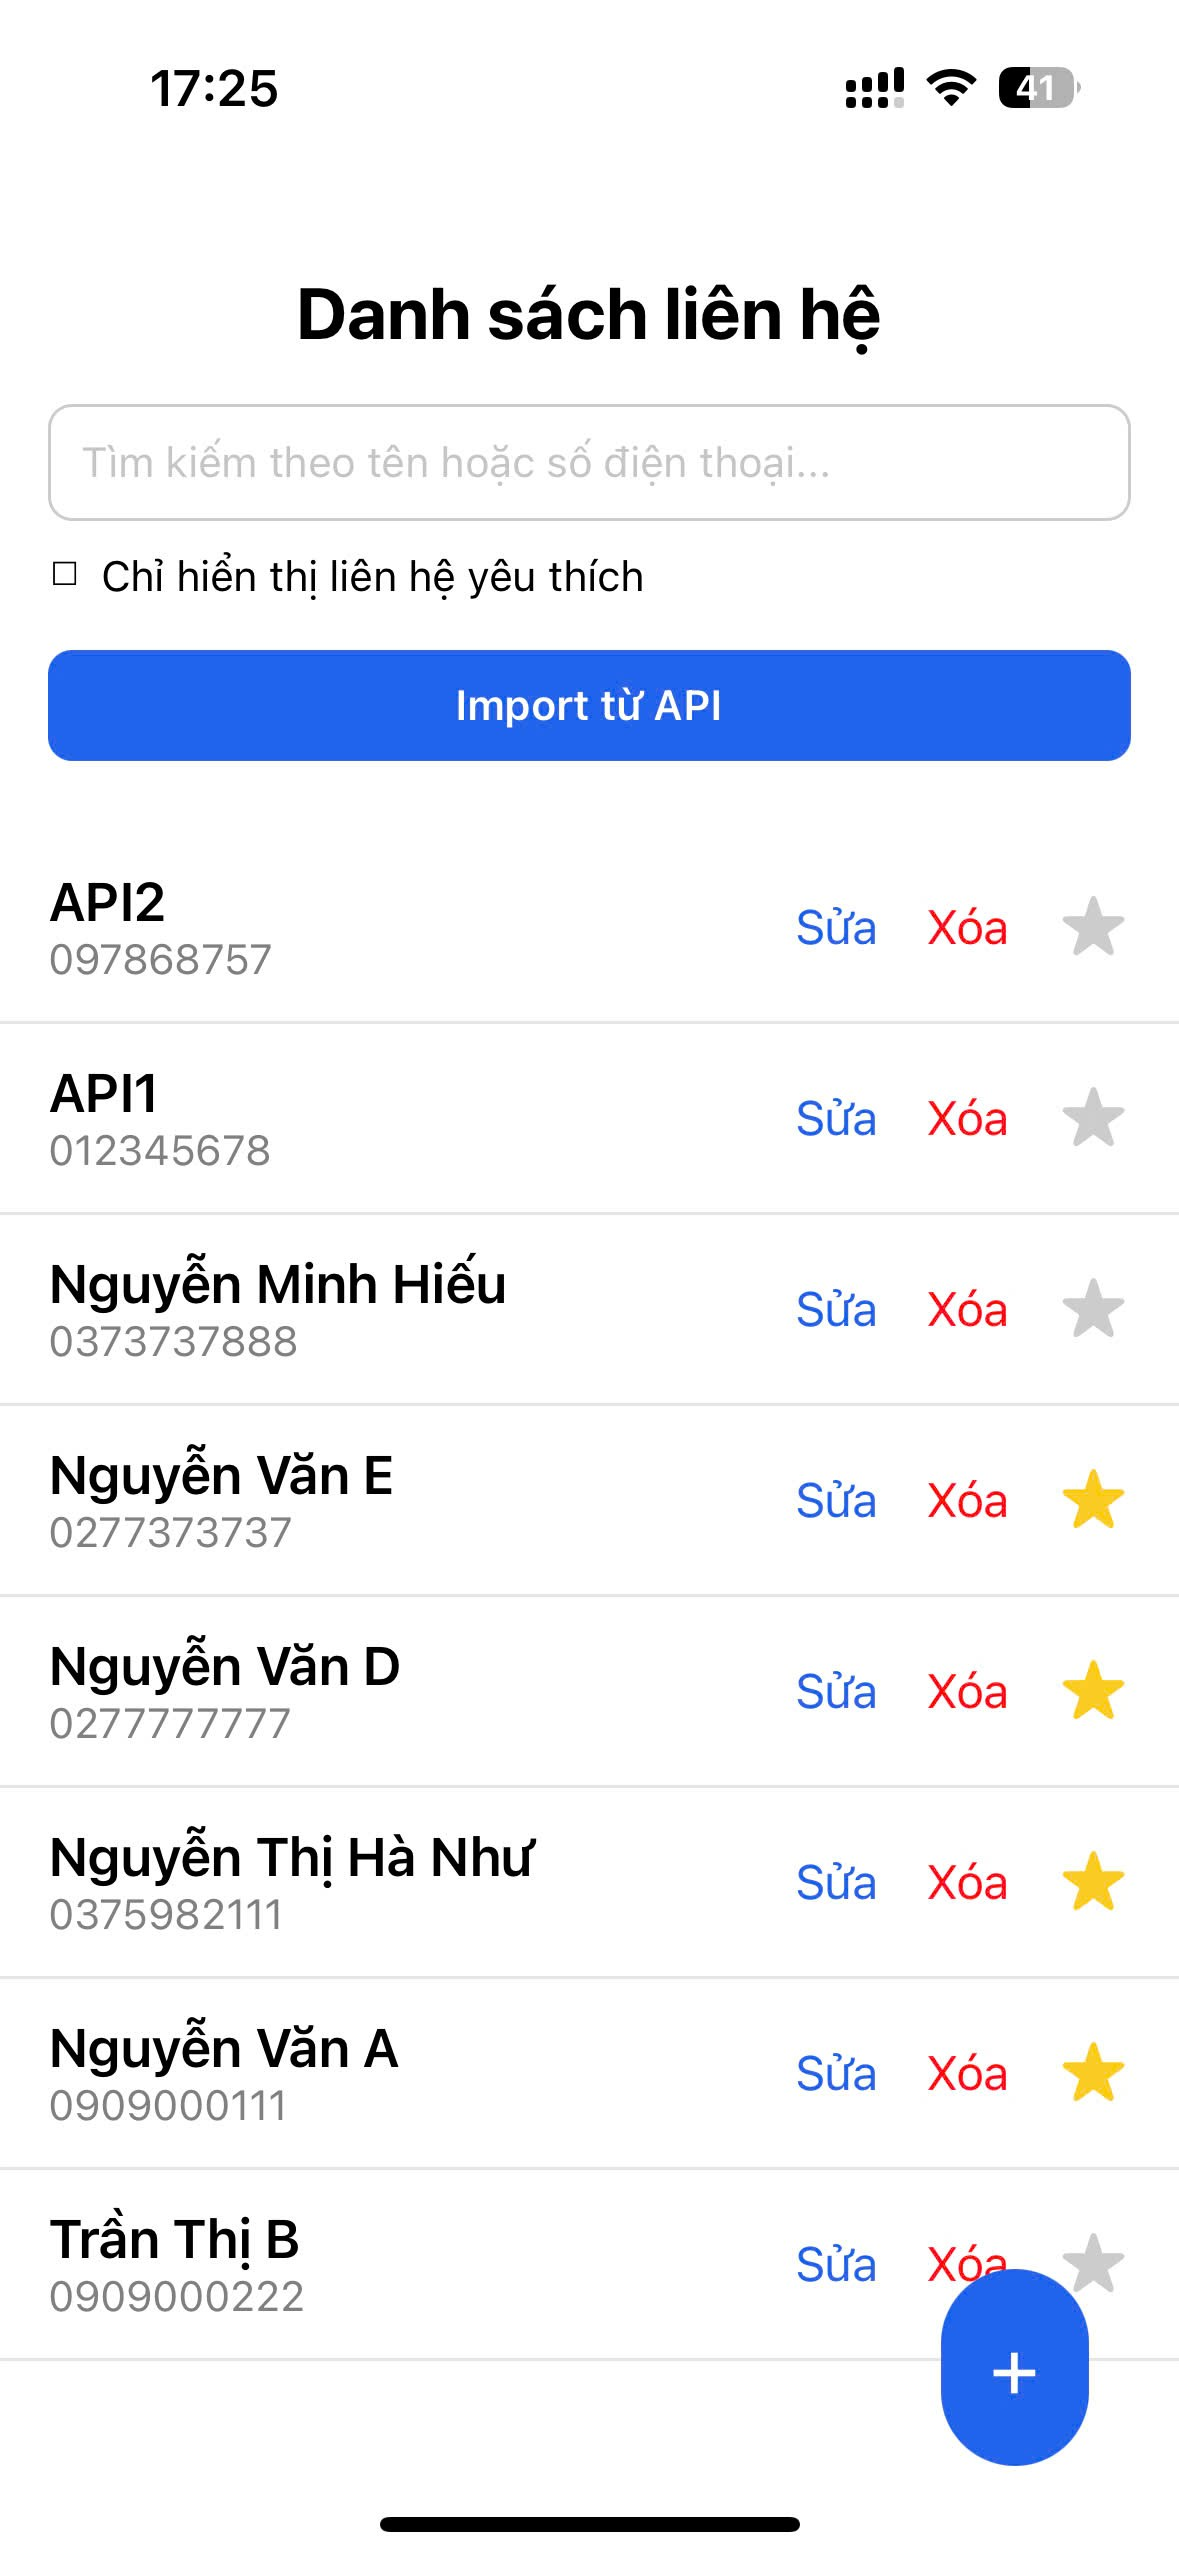 17:25
41
Danh sách liên hệ
Tìm kiếm theo tên hoặc số điện thoại...
Chỉ hiển thị liên hệ yêu thích
Import từ API
API2
097868757
Sửa Xóa
API1
012345678
Sửa Xóa
Nguyễn Minh Hiếu
0373737888
Sửa Xóa
Nguyễn Văn E
0277373737
Sửa Xóa
Nguyễn Văn D
0277777777
Sửa Xóa
Nguyễn Thị Hà Như
0375982111
Sửa Xóa
Nguyễn Văn A
0909000111
Sửa Xóa
Trần Thị B
0909000222
Sửa Xóa
+